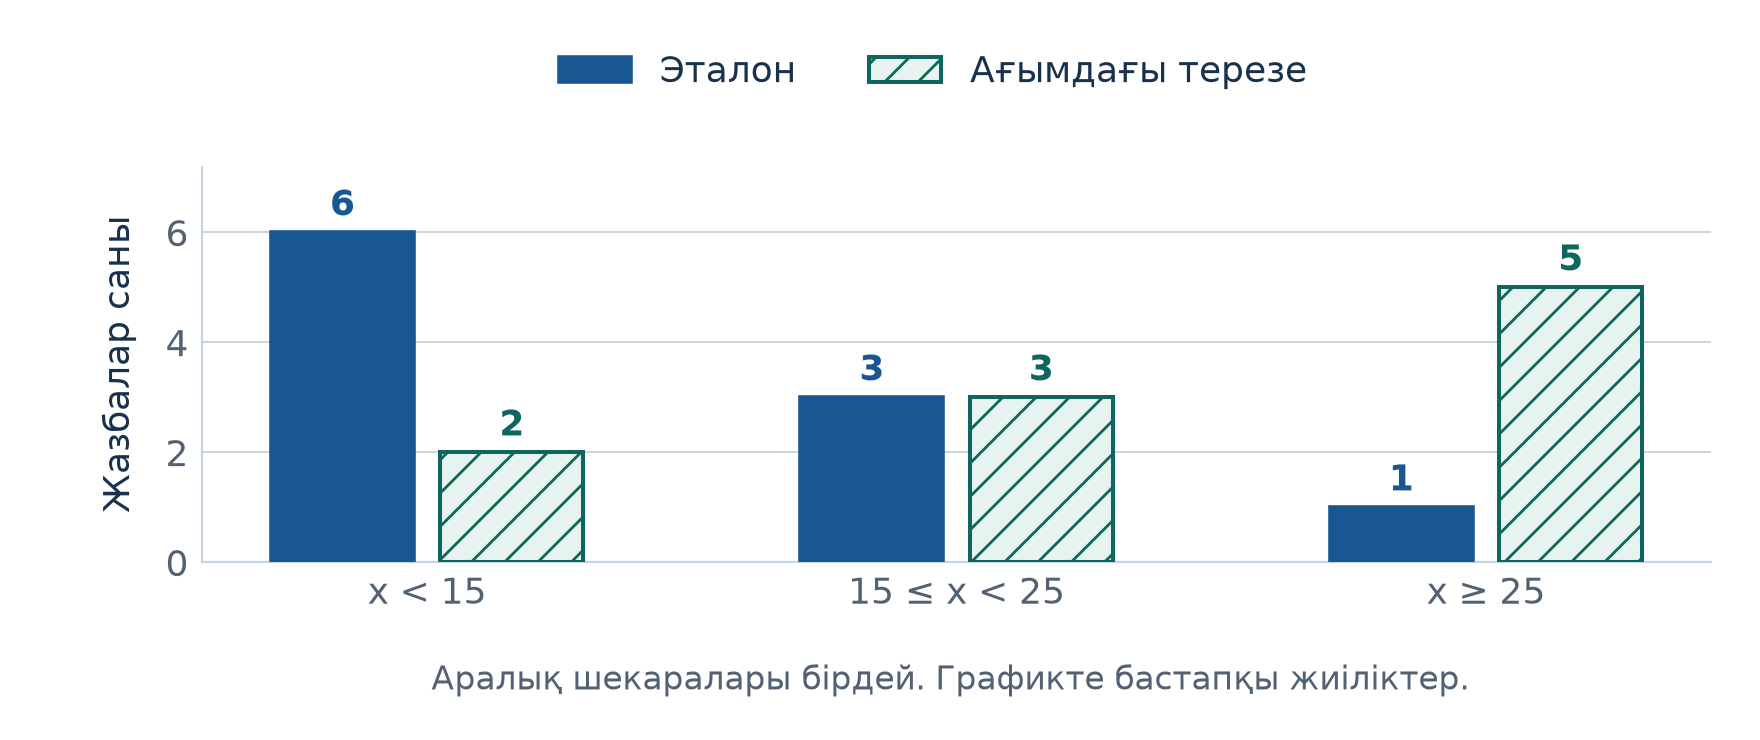 Эталон Ағымдағы терезе
Жазбалар саны
6
4
2
0
6
2
3
3
1
5
x < 15
15 ≤ x < 25
x ≥ 25
Аралық шекаралары бірдей. Графикте бастапқы жиіліктер.